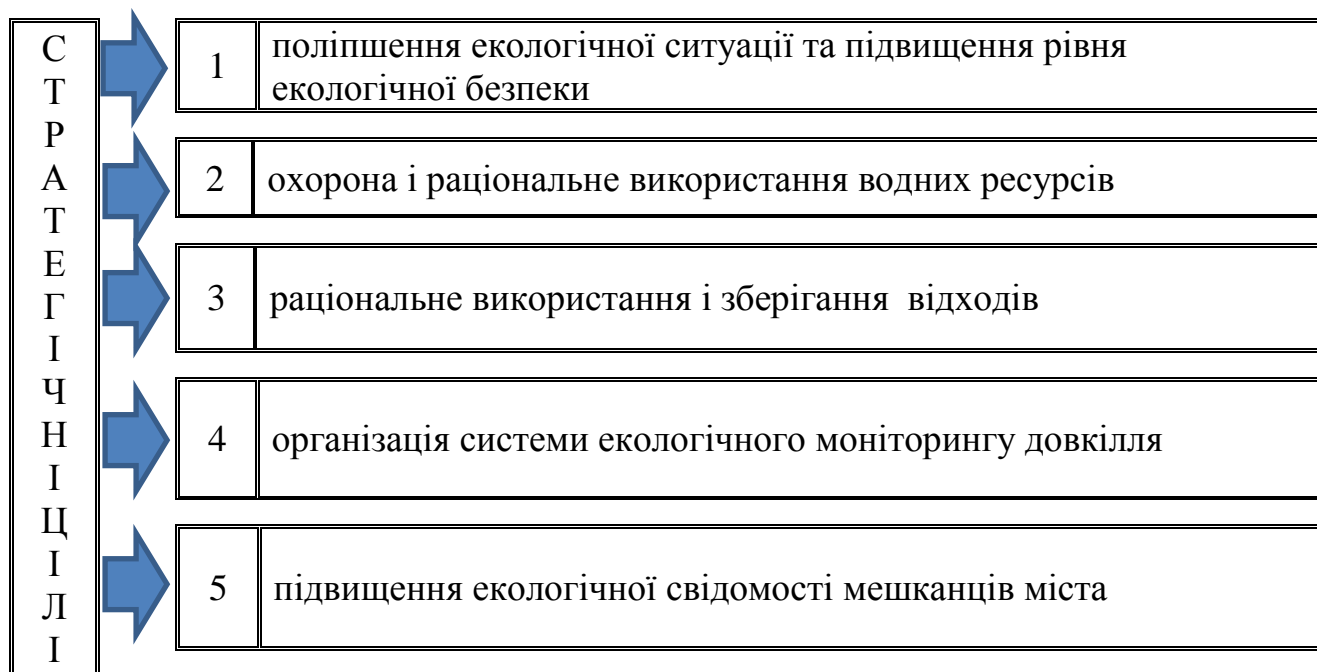 С
Т
Р
А
Т
Е
Г
І
Ч
Н
І
Ц
І
Л
І
1
поліпшення екологічної ситуації та підвищення рівня
екологічної безпеки
2
охорона і раціональне використання водних ресурсів
3
раціональне використання і зберігання відходів
4
організація системи екологічного моніторингу довкілля
5
підвищення екологічної свідомості мешканців міста